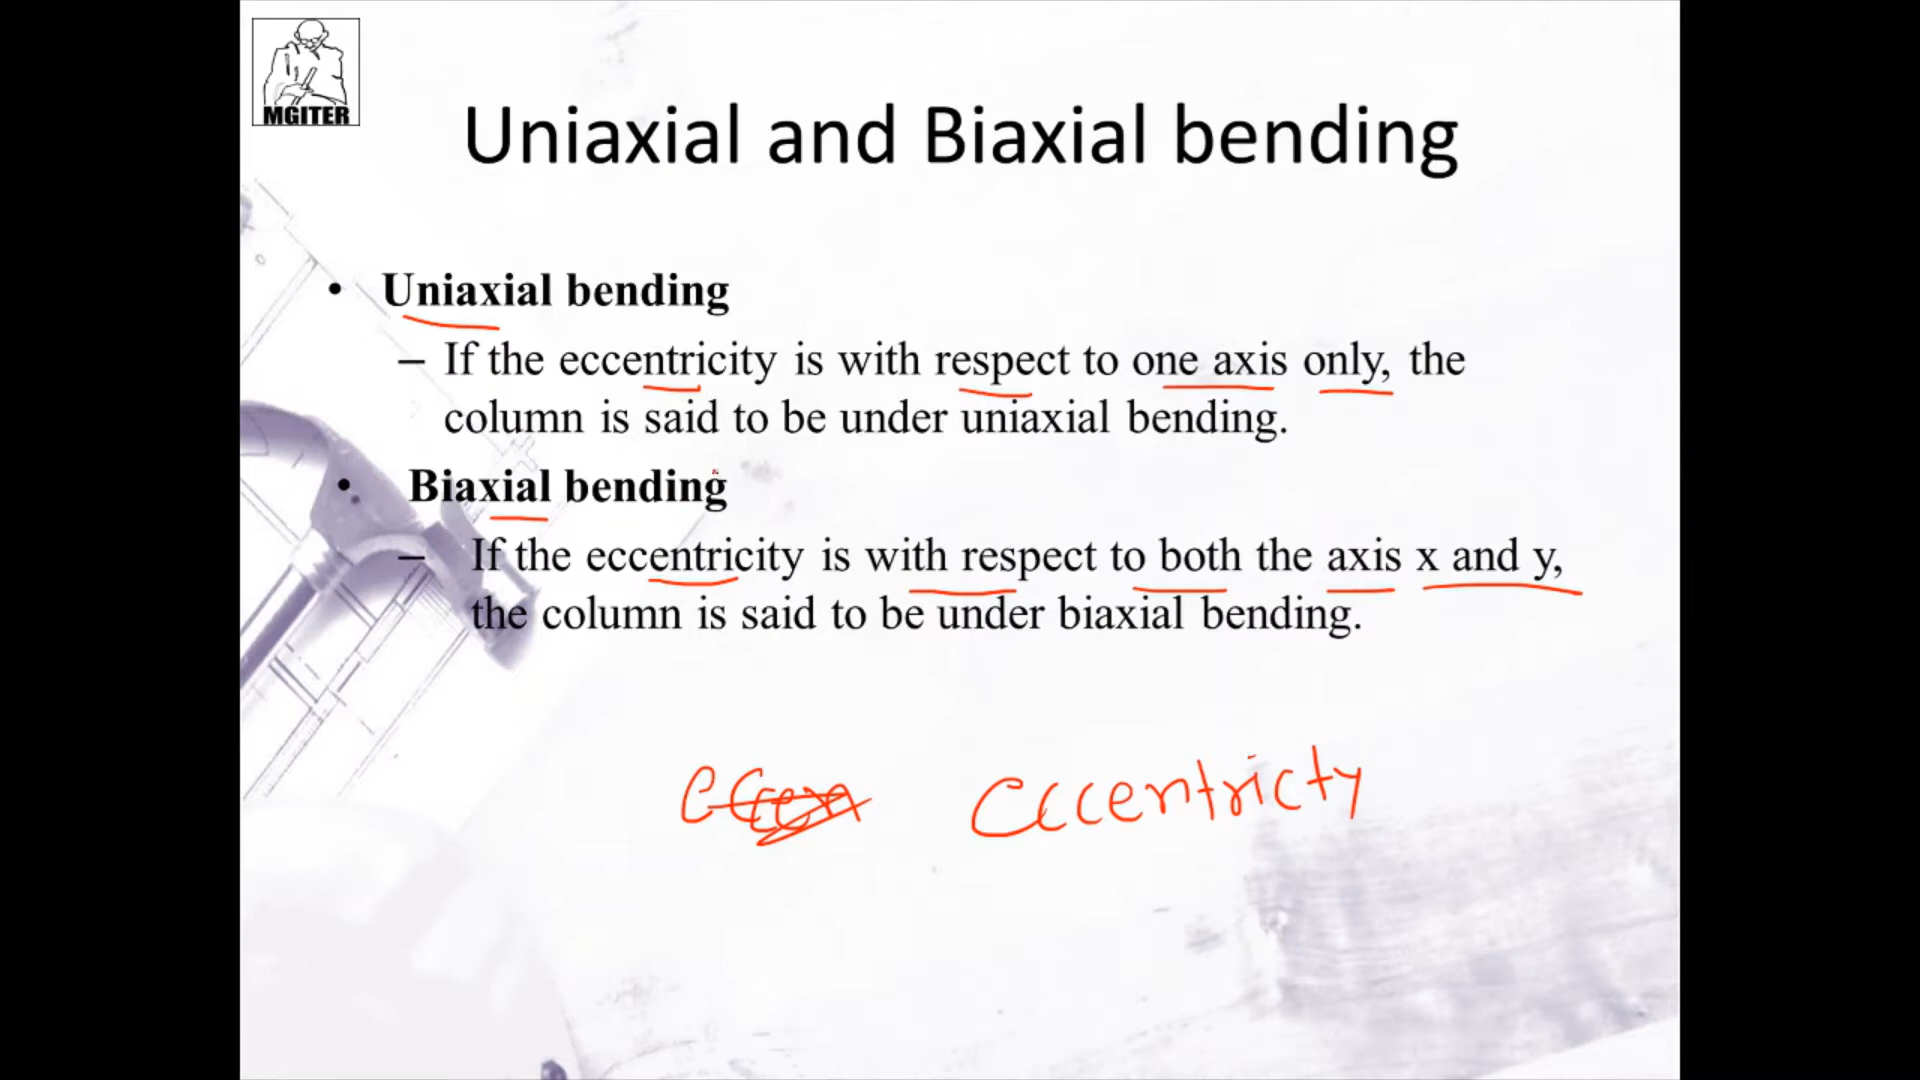 MGITER
Uniaxial and Biaxial bending
• Uniaxial bending
– If the eccentricity is with respect to one axis only, the
column is said to be under uniaxial bending.
• Biaxial bending
– If the eccentricity is with respect to both the axis x and y,
the column is said to be under biaxial bending.
eccentricty